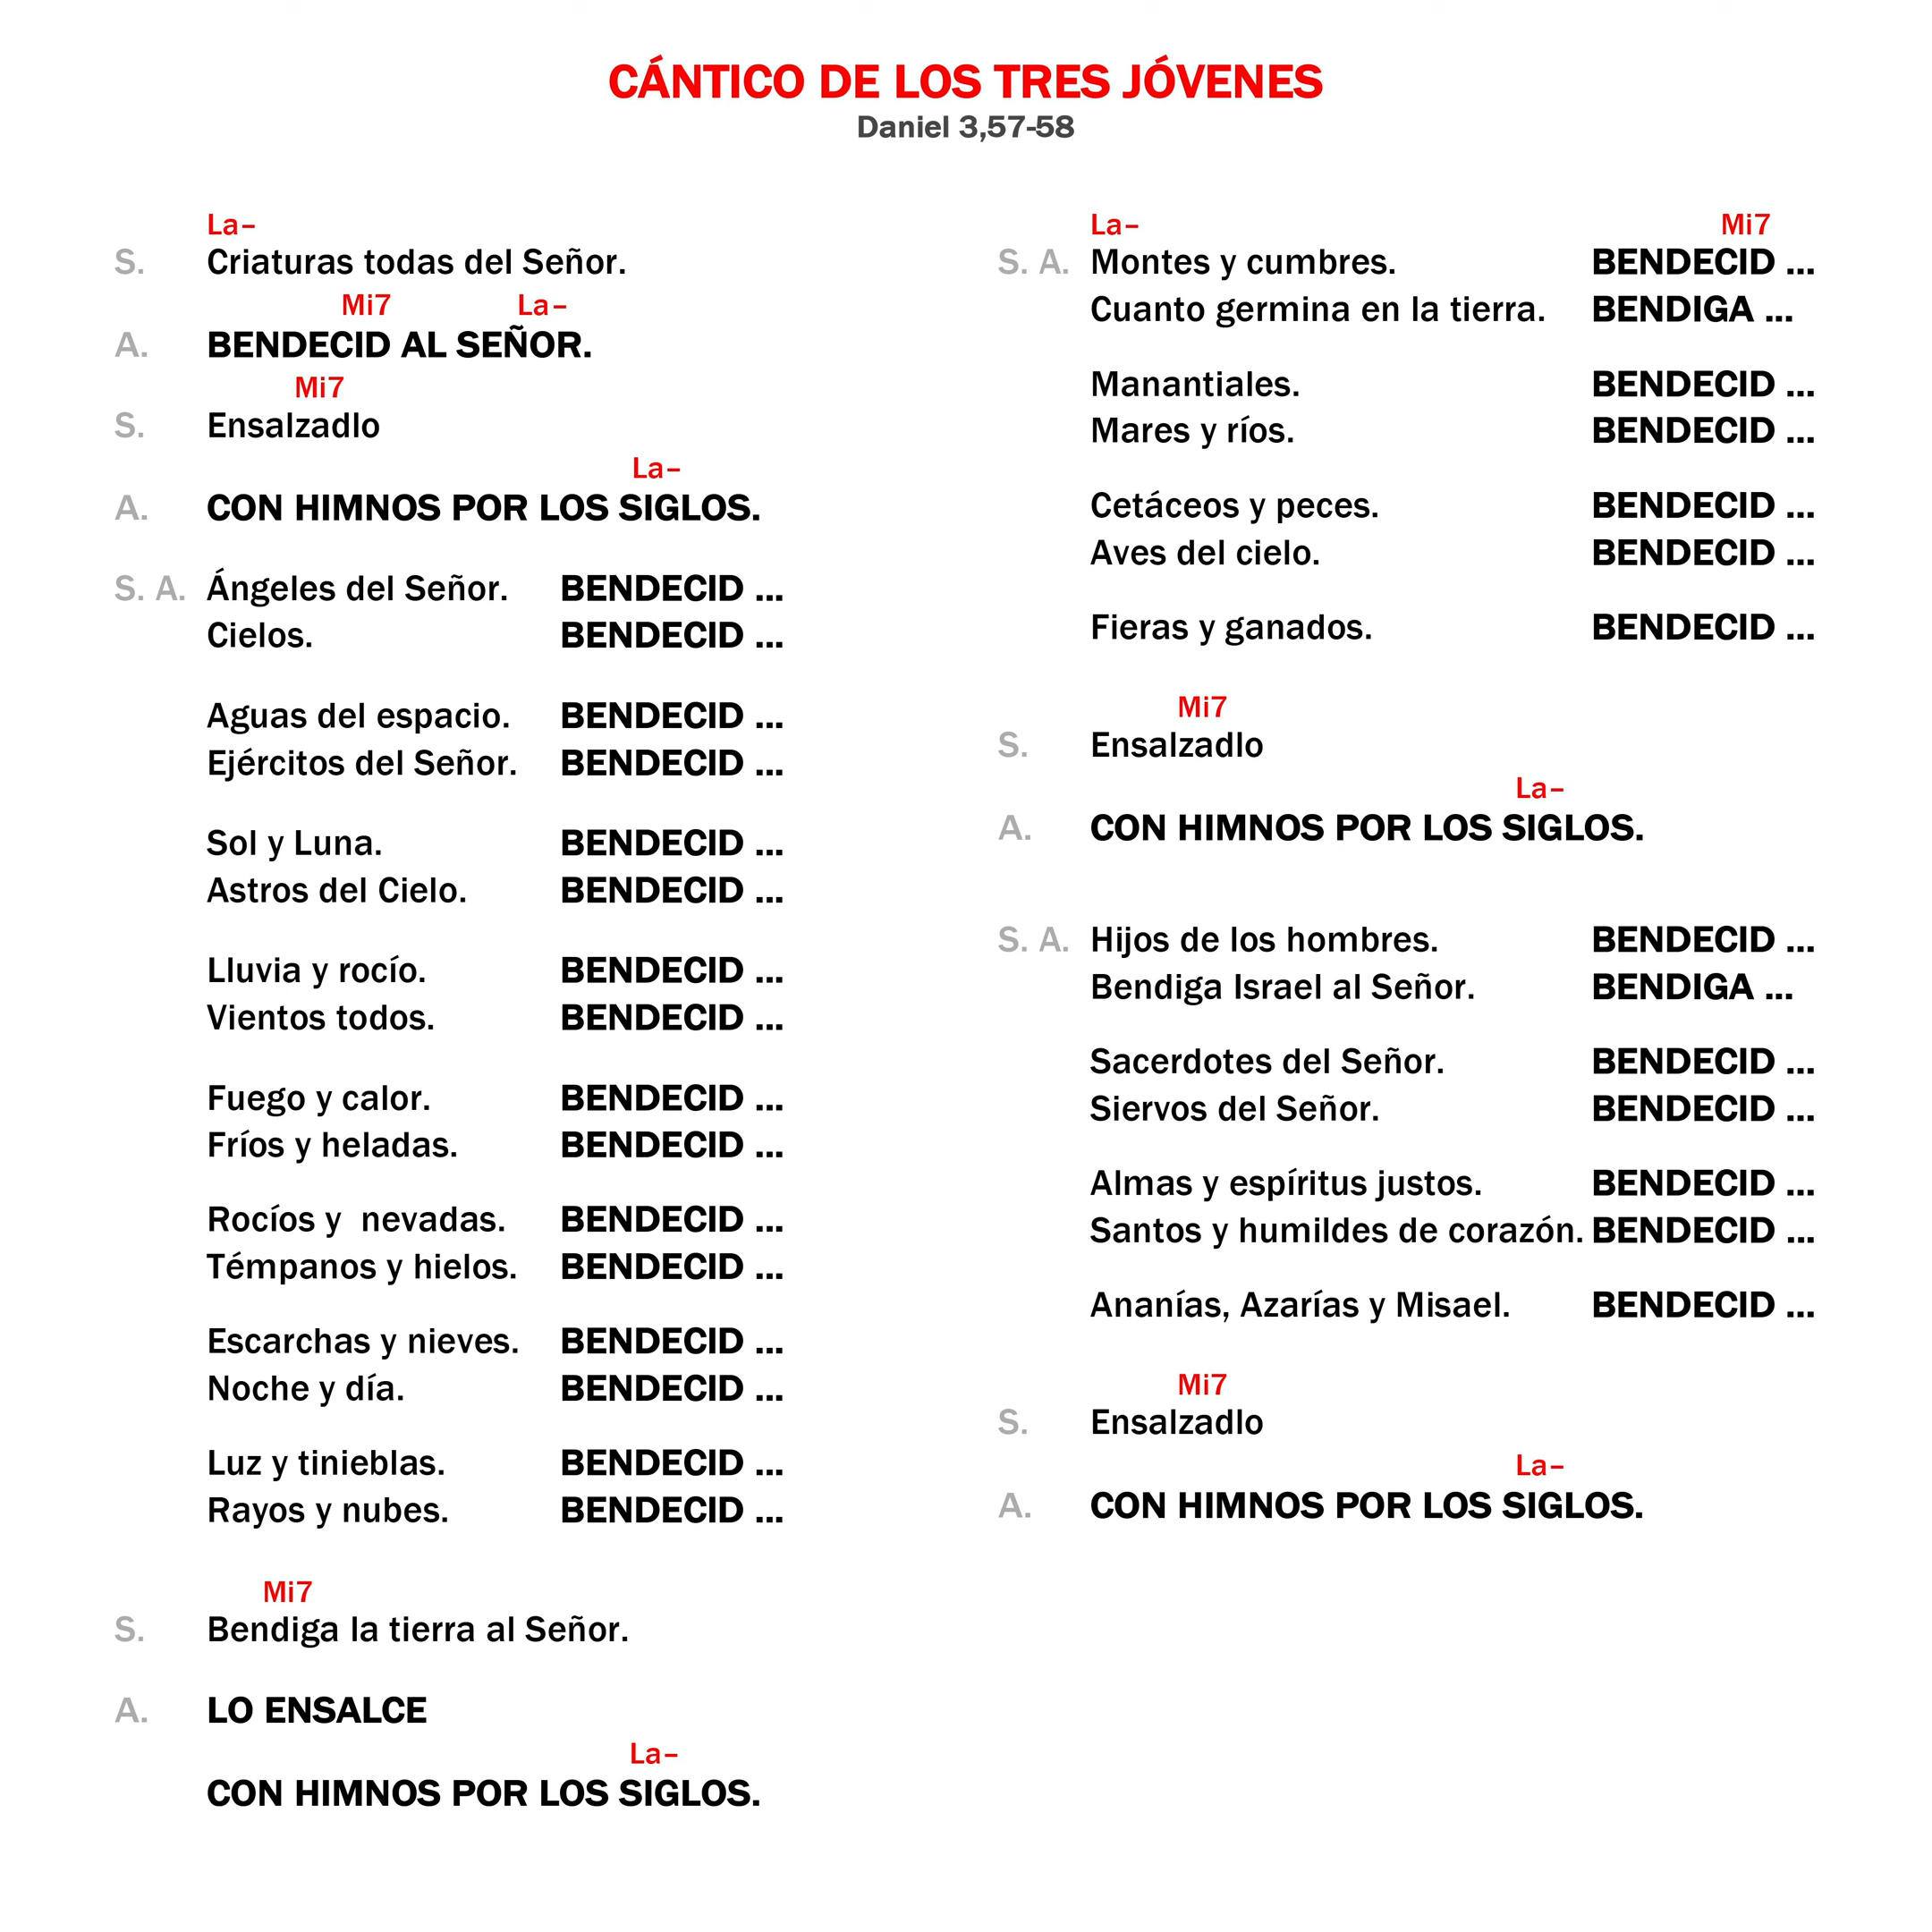 CÁNTICO DE LOS TRES JÓVENES
Daniel 3,57-58
La–
S. Criaturas todas del Señor.
Mi7 La–
A. BENDECID AL SEÑOR.
Mi7
S. Ensalzadlo
La–
A. CON HIMNOS POR LOS SIGLOS.
S. A. Ángeles del Señor. BENDECID ...
Cielos. BENDECID ...
Aguas del espacio. BENDECID ...
Ejércitos del Señor. BENDECID ...
Sol y Luna. BENDECID ...
Astros del Cielo. BENDECID ...
Lluvia y rocío. BENDECID ...
Vientos todos. BENDECID ...
Fuego y calor. BENDECID ...
Fríos y heladas. BENDECID ...
Rocíos y  nevadas. BENDECID ...
Témpanos y hielos. BENDECID ...
Escarchas y nieves. BENDECID ...
Noche y día. BENDECID ...
Luz y tinieblas. BENDECID ...
Rayos y nubes. BENDECID ...
Mi7
S. Bendiga la tierra al Señor.
A. LO ENSALCE
La–
CON HIMNOS POR LOS SIGLOS.
La– Mi7
S. A. Montes y cumbres. BENDECID ...
Cuanto germina en la tierra. BENDIGA ...
Manantiales. BENDECID ...
Mares y ríos. BENDECID ...
Cetáceos y peces. BENDECID ...
Aves del cielo. BENDECID ...
Fieras y ganados. BENDECID ...
Mi7
S. Ensalzadlo
La–
A. CON HIMNOS POR LOS SIGLOS.
S. A. Hijos de los hombres. BENDECID ...
Bendiga Israel al Señor. BENDIGA ...
Sacerdotes del Señor. BENDECID ...
Siervos del Señor. BENDECID ...
Almas y espíritus justos. BENDECID ...
Santos y humildes de corazón. BENDECID ...
Ananías, Azarías y Misael. BENDECID ...
Mi7
S. Ensalzadlo
La–
A. CON HIMNOS POR LOS SIGLOS.